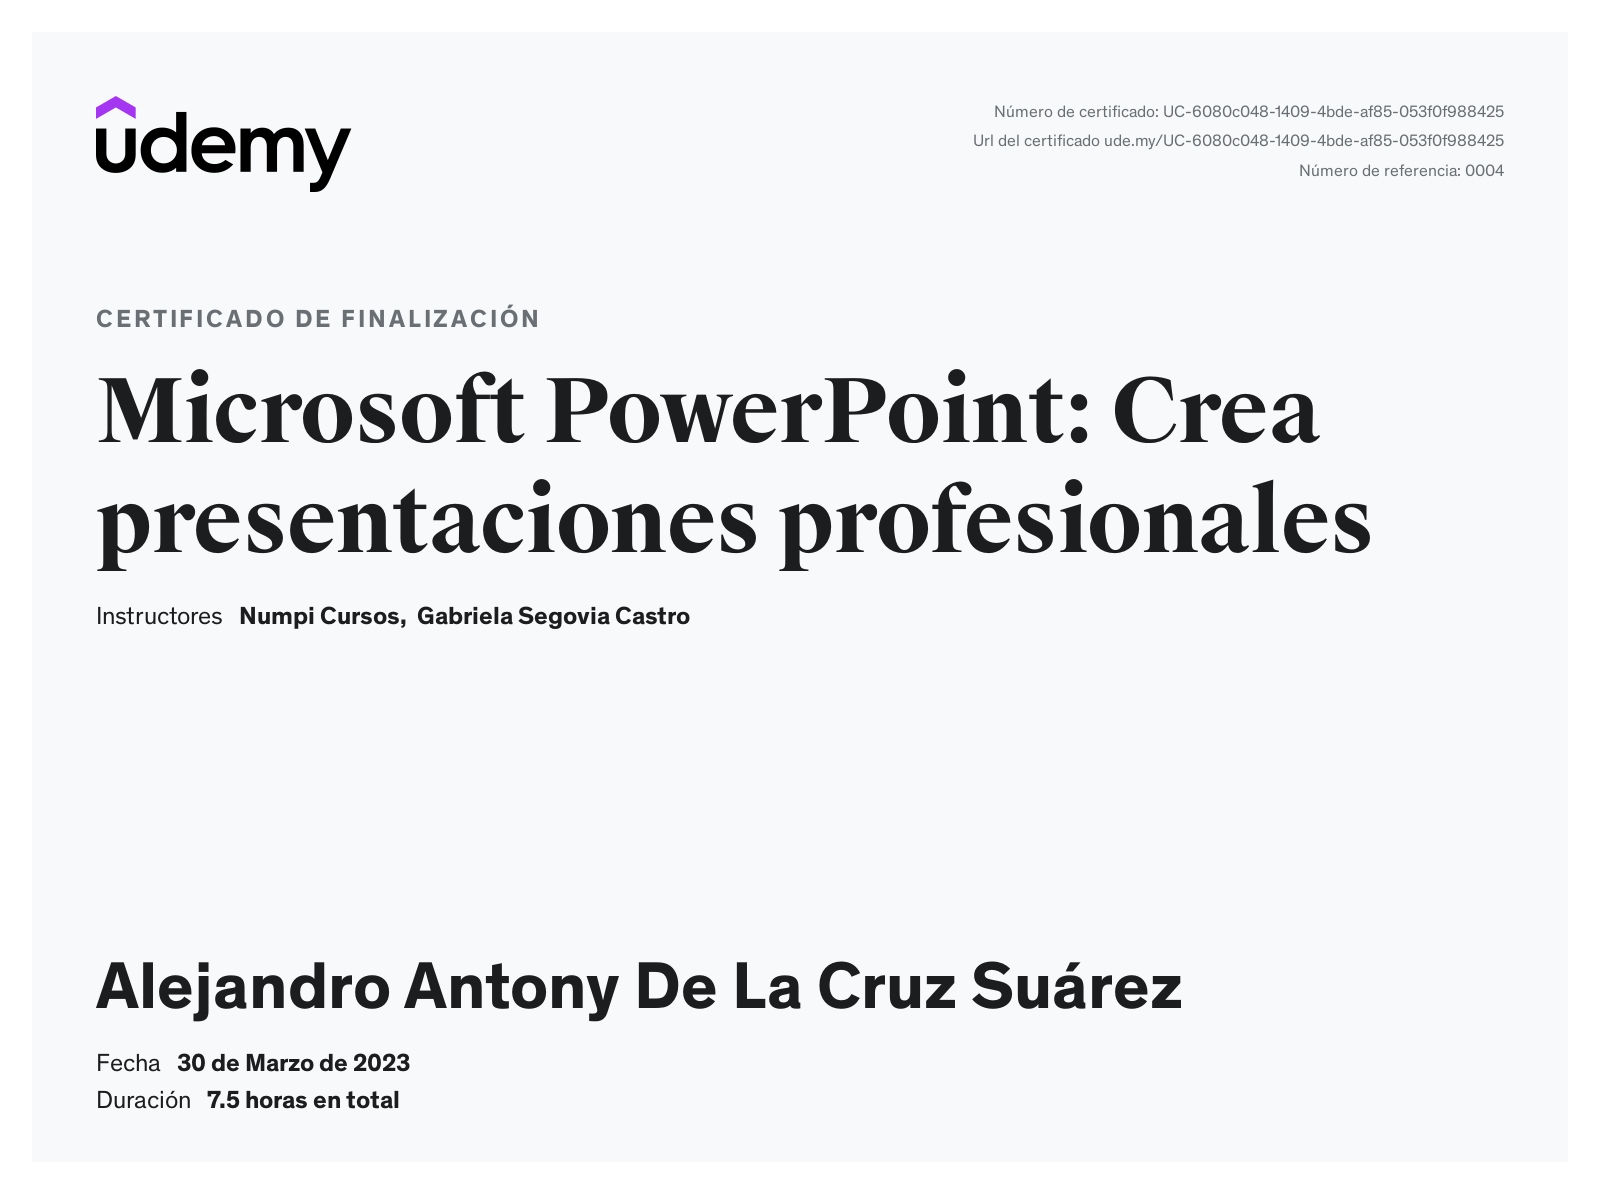 udemy
Número de certificado: UC-6080c048-1409-4bde-af85-053f0f988425
Url del certificado ude.my/UC-6080c048-1409-4bde-af85-053f0f988425
Número de referencia: 0004
CERTIFICADO DE FINALIZACIÓN
Microsoft PowerPoint: Crea
presentaciones profesionales
Instructores Numpi Cursos, Gabriela Segovia Castro
Alejandro Antony De La Cruz Suárez
Fecha 30 de Marzo de 2023
Duración 7.5 horas en total